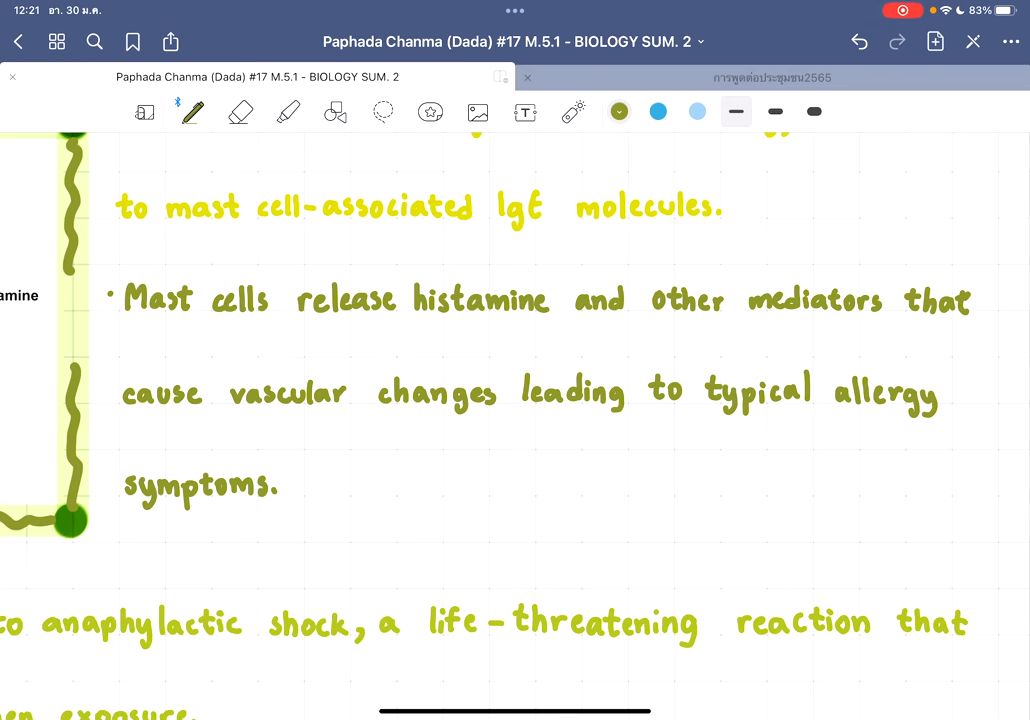 12:21 อา. 30 ม.ค.
83%
Paphada Chanma (Dada) #17 M.5.1 - BIOLOGY SUM. 2
Paphada Chanma (Dada) #17 M.5.1 - BIOLOGY SUM. 2
การพูดต่อประชุมชน2565
to mast cell-associated IgE molecules.
amine
· Mast cells release histamine and other mediators that
cause vascular changes leading to typical allergy
symptoms.
to anaphylactic shock, a life-threatening reaction that
exposure.